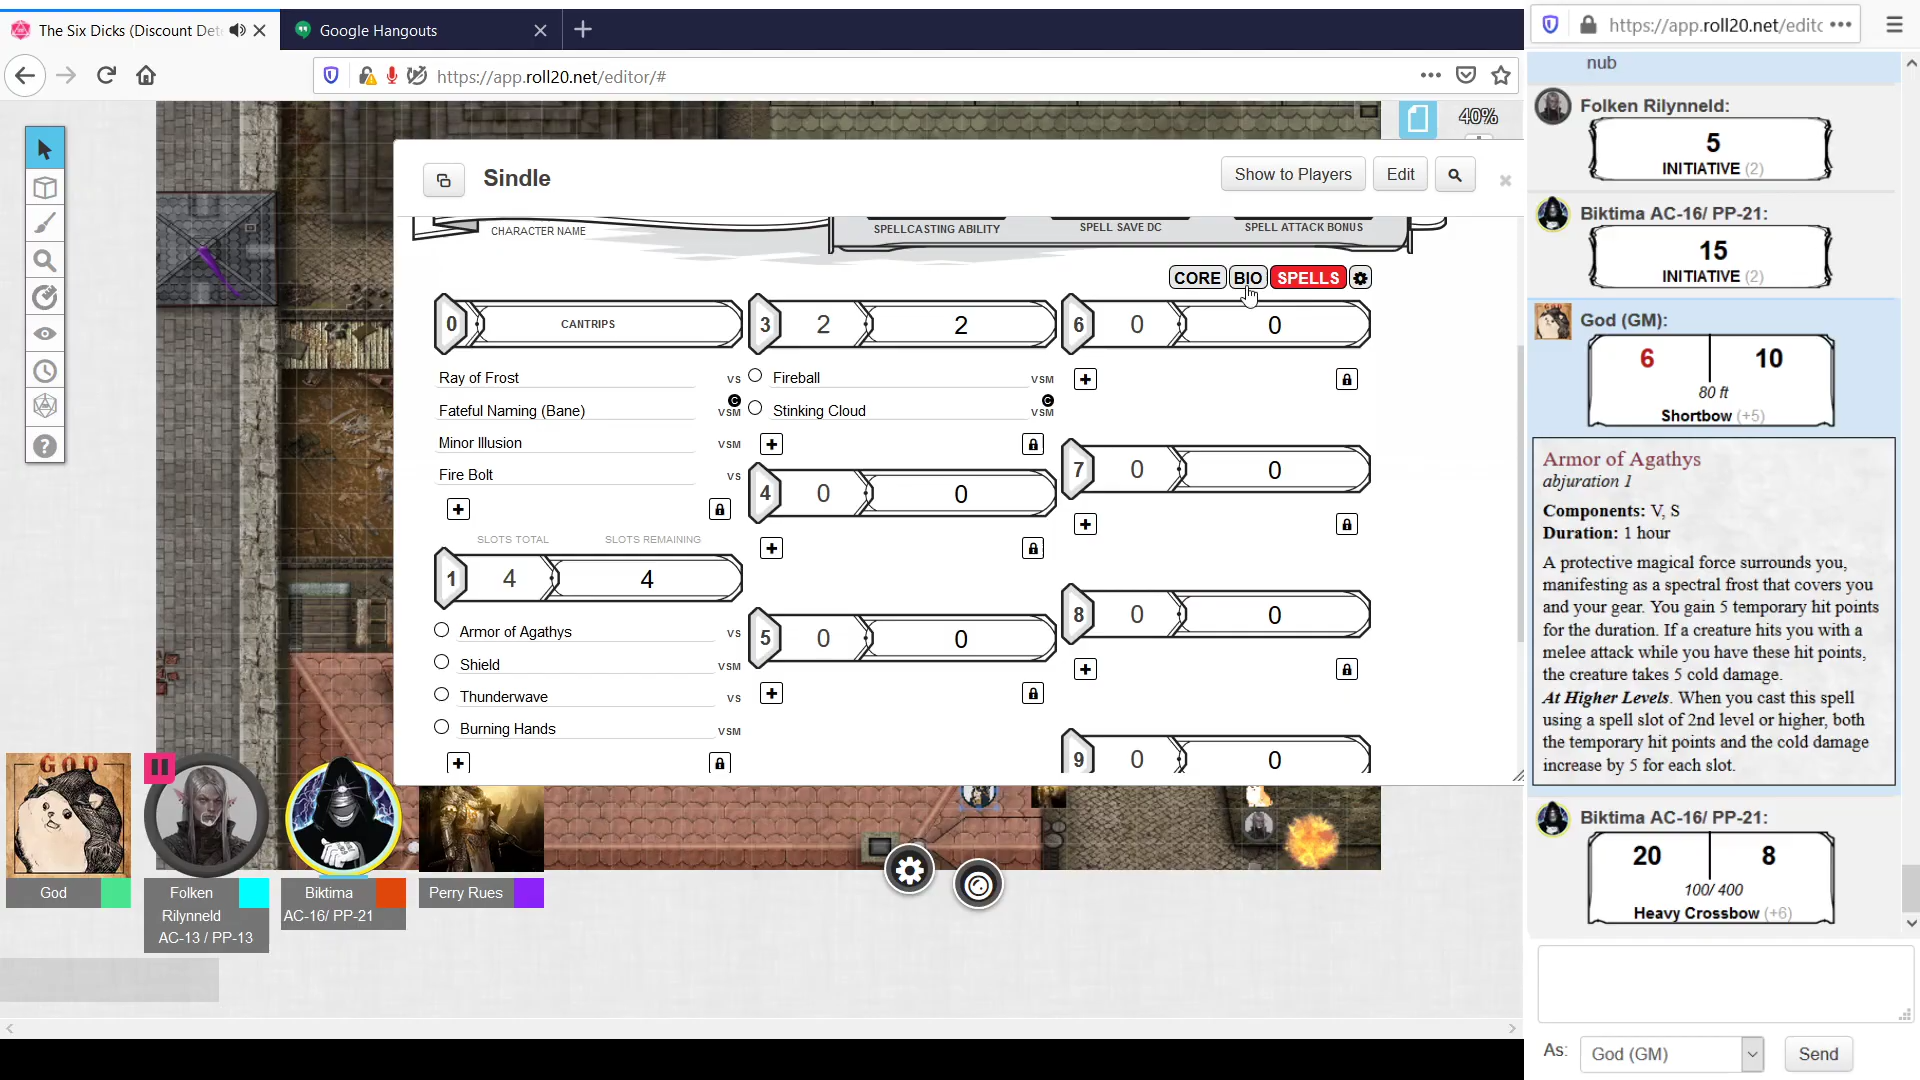 The Six Dicks (Discount Det
Google Hangouts
https://app.roll20.net/editor/#
https://app.roll20.net/editc
40%
Sindle
Show to Players
Edit
CHARACTER NAME
SPELLCASTING ABILITY
SPELL SAVE DC
SPELL ATTACK BONUS
CORE
BIO
SPELLS
0
CANTRIPS
Ray of Frost
VS
Fateful Naming (Bane)
C
VSM
Minor Illusion
VSM
Fire Bolt
VS
SLOTS TOTAL
SLOTS REMAINING
1
4
4
Armor of Agathys
VS
Shield
VSM
Thunderwave
VS
Burning Hands
VSM
3
2
2
Fireball
VSM
Stinking Cloud
C
VSM
4
0
0
5
0
0
6
0
0
7
0
0
8
0
0
9
0
0
GOD
God
Folken
Rilynneld
AC-13 / PP-13
Biktima
AC-16/ PP-21
Perry Rues
nub
Folken Rilynneld:
5
INITIATIVE (2)
Biktima AC-16/ PP-21:
15
INITIATIVE (2)
God (GM):
6
10
80 ft
Shortbow (+5)
Armor of Agathys
abjuration 1
Components: V, S
Duration: 1 hour
A protective magical force surrounds you,
manifesting as a spectral frost that covers you
and your gear. You gain 5 temporary hit points
for the duration. If a creature hits you with a
melee attack while you have these hit points,
the creature takes 5 cold damage.
At Higher Levels. When you cast this spell
using a spell slot of 2nd level or higher, both
the temporary hit points and the cold damage
increase by 5 for each slot.
Biktima AC-16/ PP-21:
20
8
100/ 400
Heavy Crossbow (+6)
As:
God (GM)
Send